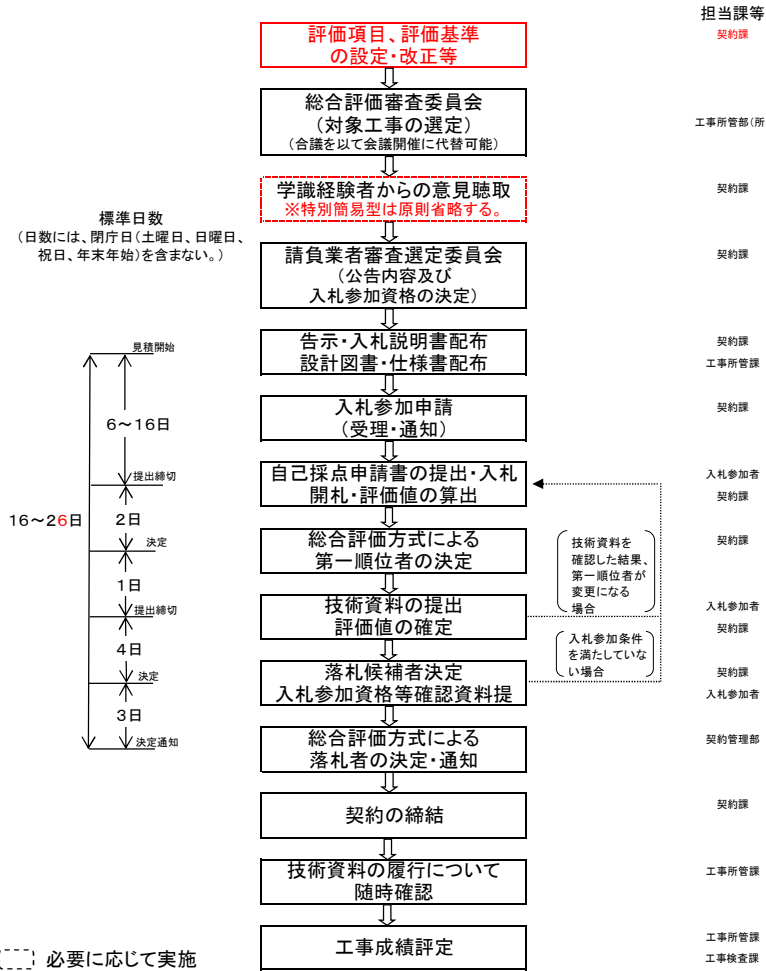 担当課等
評価項目、評価基準
の設定・改正等
契約課
総合評価審査委員会
(対象工事の選定)
(合議を以て会議開催に代替可能)
工事所管部(所
学識経験者からの意見聴取
※特別簡易型は原則省略する。
契約課
標準日数
(日数には、閉庁日(土曜日、日曜日、
祝日、年末年始)を含まない。)
請負業者審査選定委員会
(公告内容及び
入札参加資格の決定)
契約課
見積開始
告示・入札説明書配布
設計図書・仕様書配布
契約課
工事所管課
6~16日
入札参加申請
(受理・通知)
契約課
提出締切
自己採点申請書の提出・入札
開札・評価値の算出
入札参加者
契約課
16~26日
2日
決定
総合評価方式による
第一順位者の決定
技術資料を
確認した結果、
第一順位者が
変更になる
場合
契約課
1日
提出締切
技術資料の提出
評価値の確定
入札参加者
契約課
4日
決定
落札候補者決定
入札参加資格等確認資料提
入札参加条件
を満たしていな
い場合
契約課
入札参加者
3日
決定通知
総合評価方式による
落札者の決定・通知
契約管理部
契約の締結
契約課
技術資料の履行について
随時確認
工事所管課
工事成績評定
工事所管課
工事検査課
必要に応じて実施